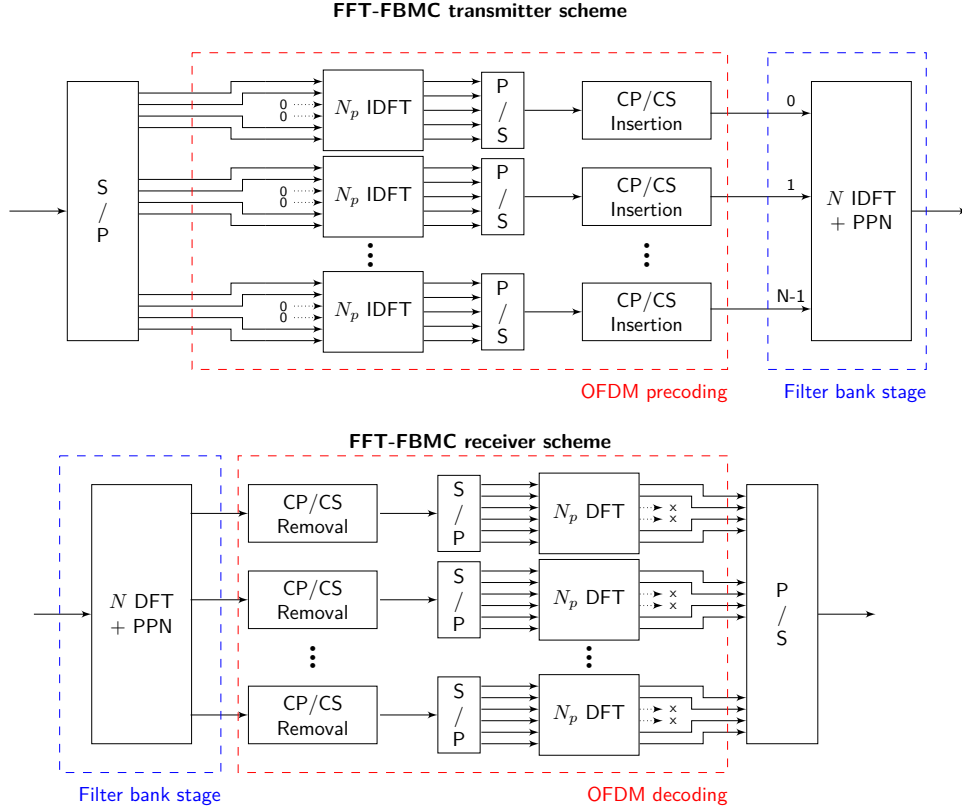 FFT-FBMC transmitter scheme
S
/
P
0
0
N_p IDFT
P
/
S
CP/CS
Insertion
0
0
0
N_p IDFT
P
/
S
CP/CS
Insertion
1
N IDFT
+ PPN
0
0
N_p IDFT
P
/
S
CP/CS
Insertion
N-1
OFDM precoding
Filter bank stage
FFT-FBMC receiver scheme
N DFT
+ PPN
CP/CS
Removal
S
/
P
N_p DFT
x
x
CP/CS
Removal
S
/
P
N_p DFT
x
x
P
/
S
CP/CS
Removal
S
/
P
N_p DFT
x
x
Filter bank stage
OFDM decoding